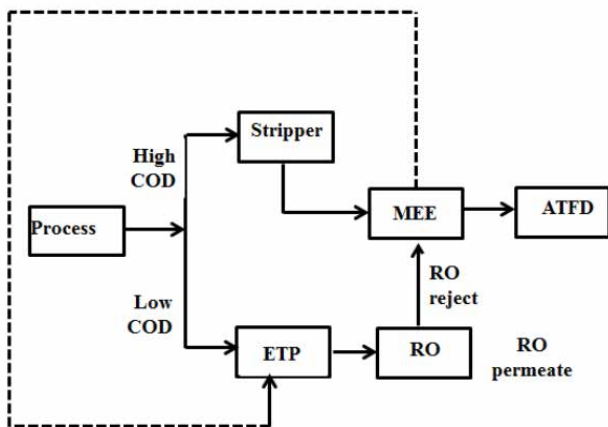 Stripper
High
COD
MEE
ATFD
Process
RO
reject
Low
COD
ETP
RO
RO
permeate